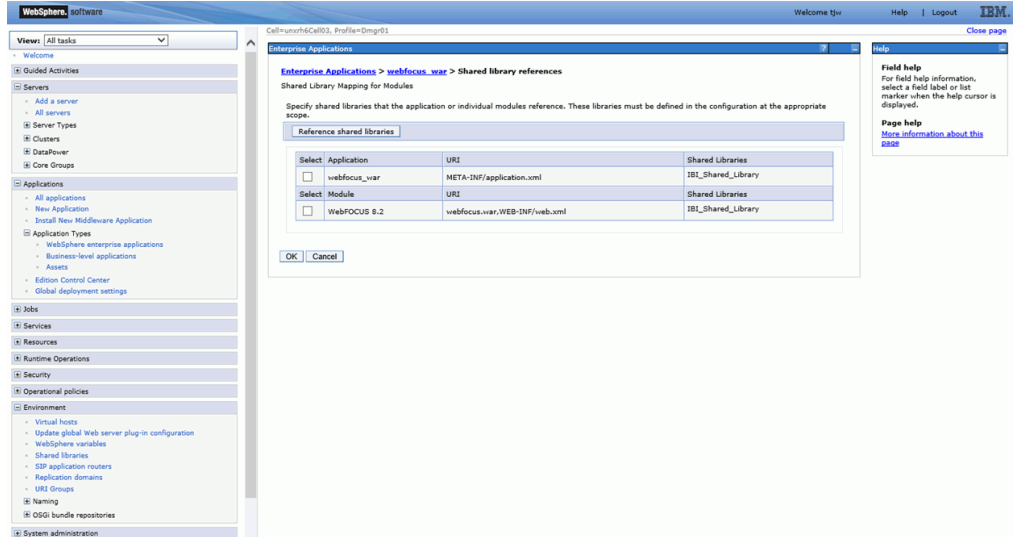 WebSphere. software
Welcome tjw Help | Logout IBM.
View: All tasks
Welcome
Guided Activities
Servers
Add a server
All servers
Server Types
Clusters
DataPower
Core Groups
Applications
All applications
New Application
Install New Middleware Application
Application Types
WebSphere enterprise applications
Business-level applications
Assets
Edition Control Center
Global deployment settings
Jobs
Services
Resources
Runtime Operations
Security
Operational policies
Environment
Virtual hosts
Update global Web server plug-in configuration
WebSphere variables
Shared libraries
SIP application routers
Replication domains
URI Groups
Naming
OSGi bundle repositories
System administration
Cell=unxrh6Cell03, Profile=Dmgr01
Close page
Enterprise Applications ?
Enterprise Applications > webfocus_war > Shared library references
Shared Library Mapping for Modules
Specify shared libraries that the application or individual modules reference. These libraries must be defined in the configuration at the appropriate
scope.
Reference shared libraries
Select Application URI Shared Libraries
webfocus_war META-INF/application.xml IBI_Shared_Library
Select Module URI Shared Libraries
WebFOCUS 8.2 webfocus.war,WEB-INF/web.xml IBI_Shared_Library
OK Cancel
Help
Field help
For field help information,
select a field label or list
marker when the help cursor is
displayed.
Page help
More information about this
page